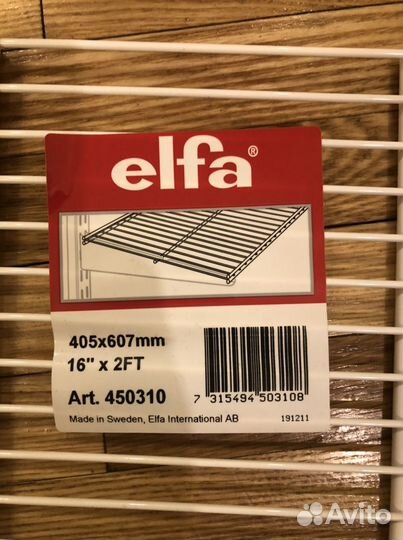 elfa®
405x607mm
16" x 2FT
Art. 450310
7 315494 503108
Made in Sweden, Elfa International AB
191211
Avito